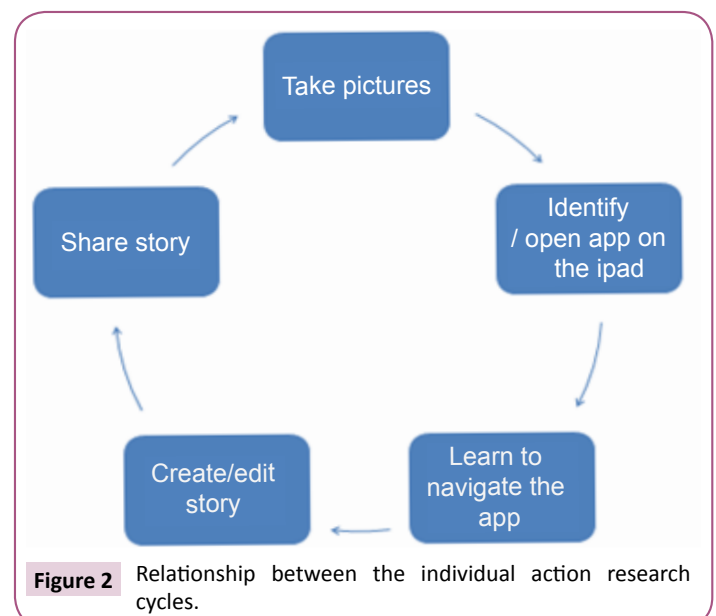 Take pictures
Identify
/ open app on
the ipad
Learn to
navigate the
app
Create/edit
story
Share story
Figure 2 Relationship between the individual action research
cycles.